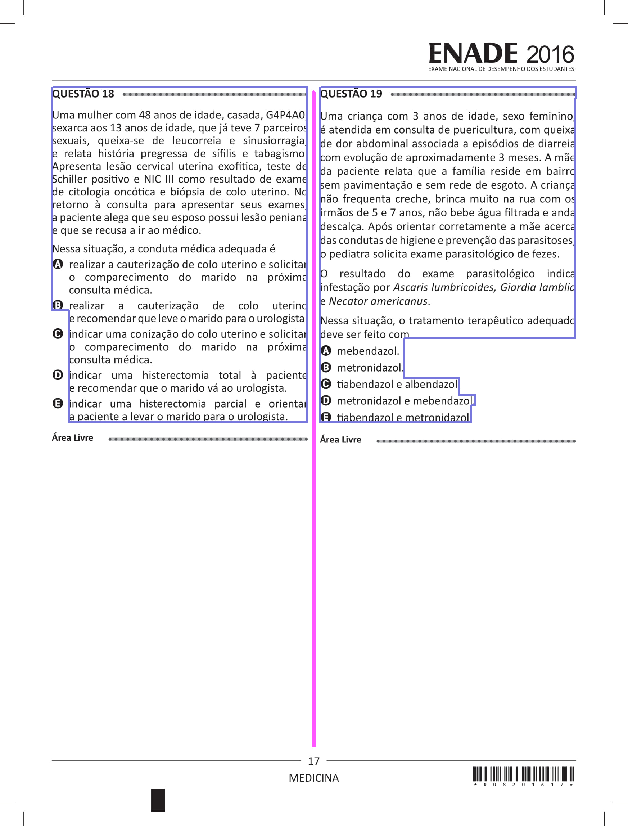 ENADE 2016
EXAME NACIONAL DE DESEMPENHO DOS ESTUDANTES
QUESTÃO 18
Uma mulher com 48 anos de idade, casada, G4P4A0,
sexarca aos 13 anos de idade, que já teve 7 parceiros
sexuais, queixa-se de leucorreia e sinusiorragia,
e relata história pregressa de sífilis e tabagismo.
Apresenta lesão cervical uterina exofítica, teste de
Schiller positivo e NIC III como resultado de exame
de citologia oncótica e biópsia de colo uterino. No
retorno à consulta para apresentar seus exames,
a paciente alega que seu esposo possui lesão peniana
e que se recusa a ir ao médico.
Nessa situação, a conduta médica adequada é
A realizar a cauterização de colo uterino e solicitar
o comparecimento do marido na próxima
consulta médica.
B realizar a cauterização de colo uterino
e recomendar que leve o marido para o urologista.
C indicar uma conização do colo uterino e solicitar
o comparecimento do marido na próxima
consulta médica.
D indicar uma histerectomia total à paciente
e recomendar que o marido vá ao urologista.
E indicar uma histerectomia parcial e orientar
a paciente a levar o marido para o urologista.
Área Livre
QUESTÃO 19
Uma criança com 3 anos de idade, sexo feminino,
é atendida em consulta de puericultura, com queixa
de dor abdominal associada a episódios de diarreia
com evolução de aproximadamente 3 meses. A mãe
da paciente relata que a família reside em bairro
sem pavimentação e sem rede de esgoto. A criança
não frequenta creche, brinca muito na rua com os
irmãos de 5 e 7 anos, não bebe água filtrada e anda
descalça. Após orientar corretamente a mãe acerca
das condutas de higiene e prevenção das parasitoses,
o pediatra solicita exame parasitológico de fezes.
O resultado do exame parasitológico indica
infestação por Ascaris lumbricoides, Giardia lamblia
e Necator americanus.
Nessa situação, o tratamento terapêutico adequado
deve ser feito com
A mebendazol.
B metronidazol.
C tiabendazol e albendazol.
D metronidazol e mebendazol.
E tiabendazol e metronidazol.
Área Livre
17
MEDICINA